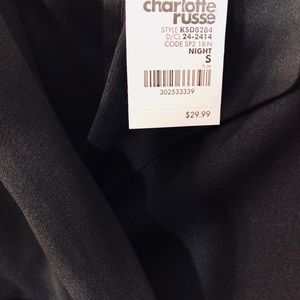 charlotte
russe
STYLE KSD8284
D/CL 24-2414
CODE SP2 18-N
NIGHT
S
302533339
$29.99